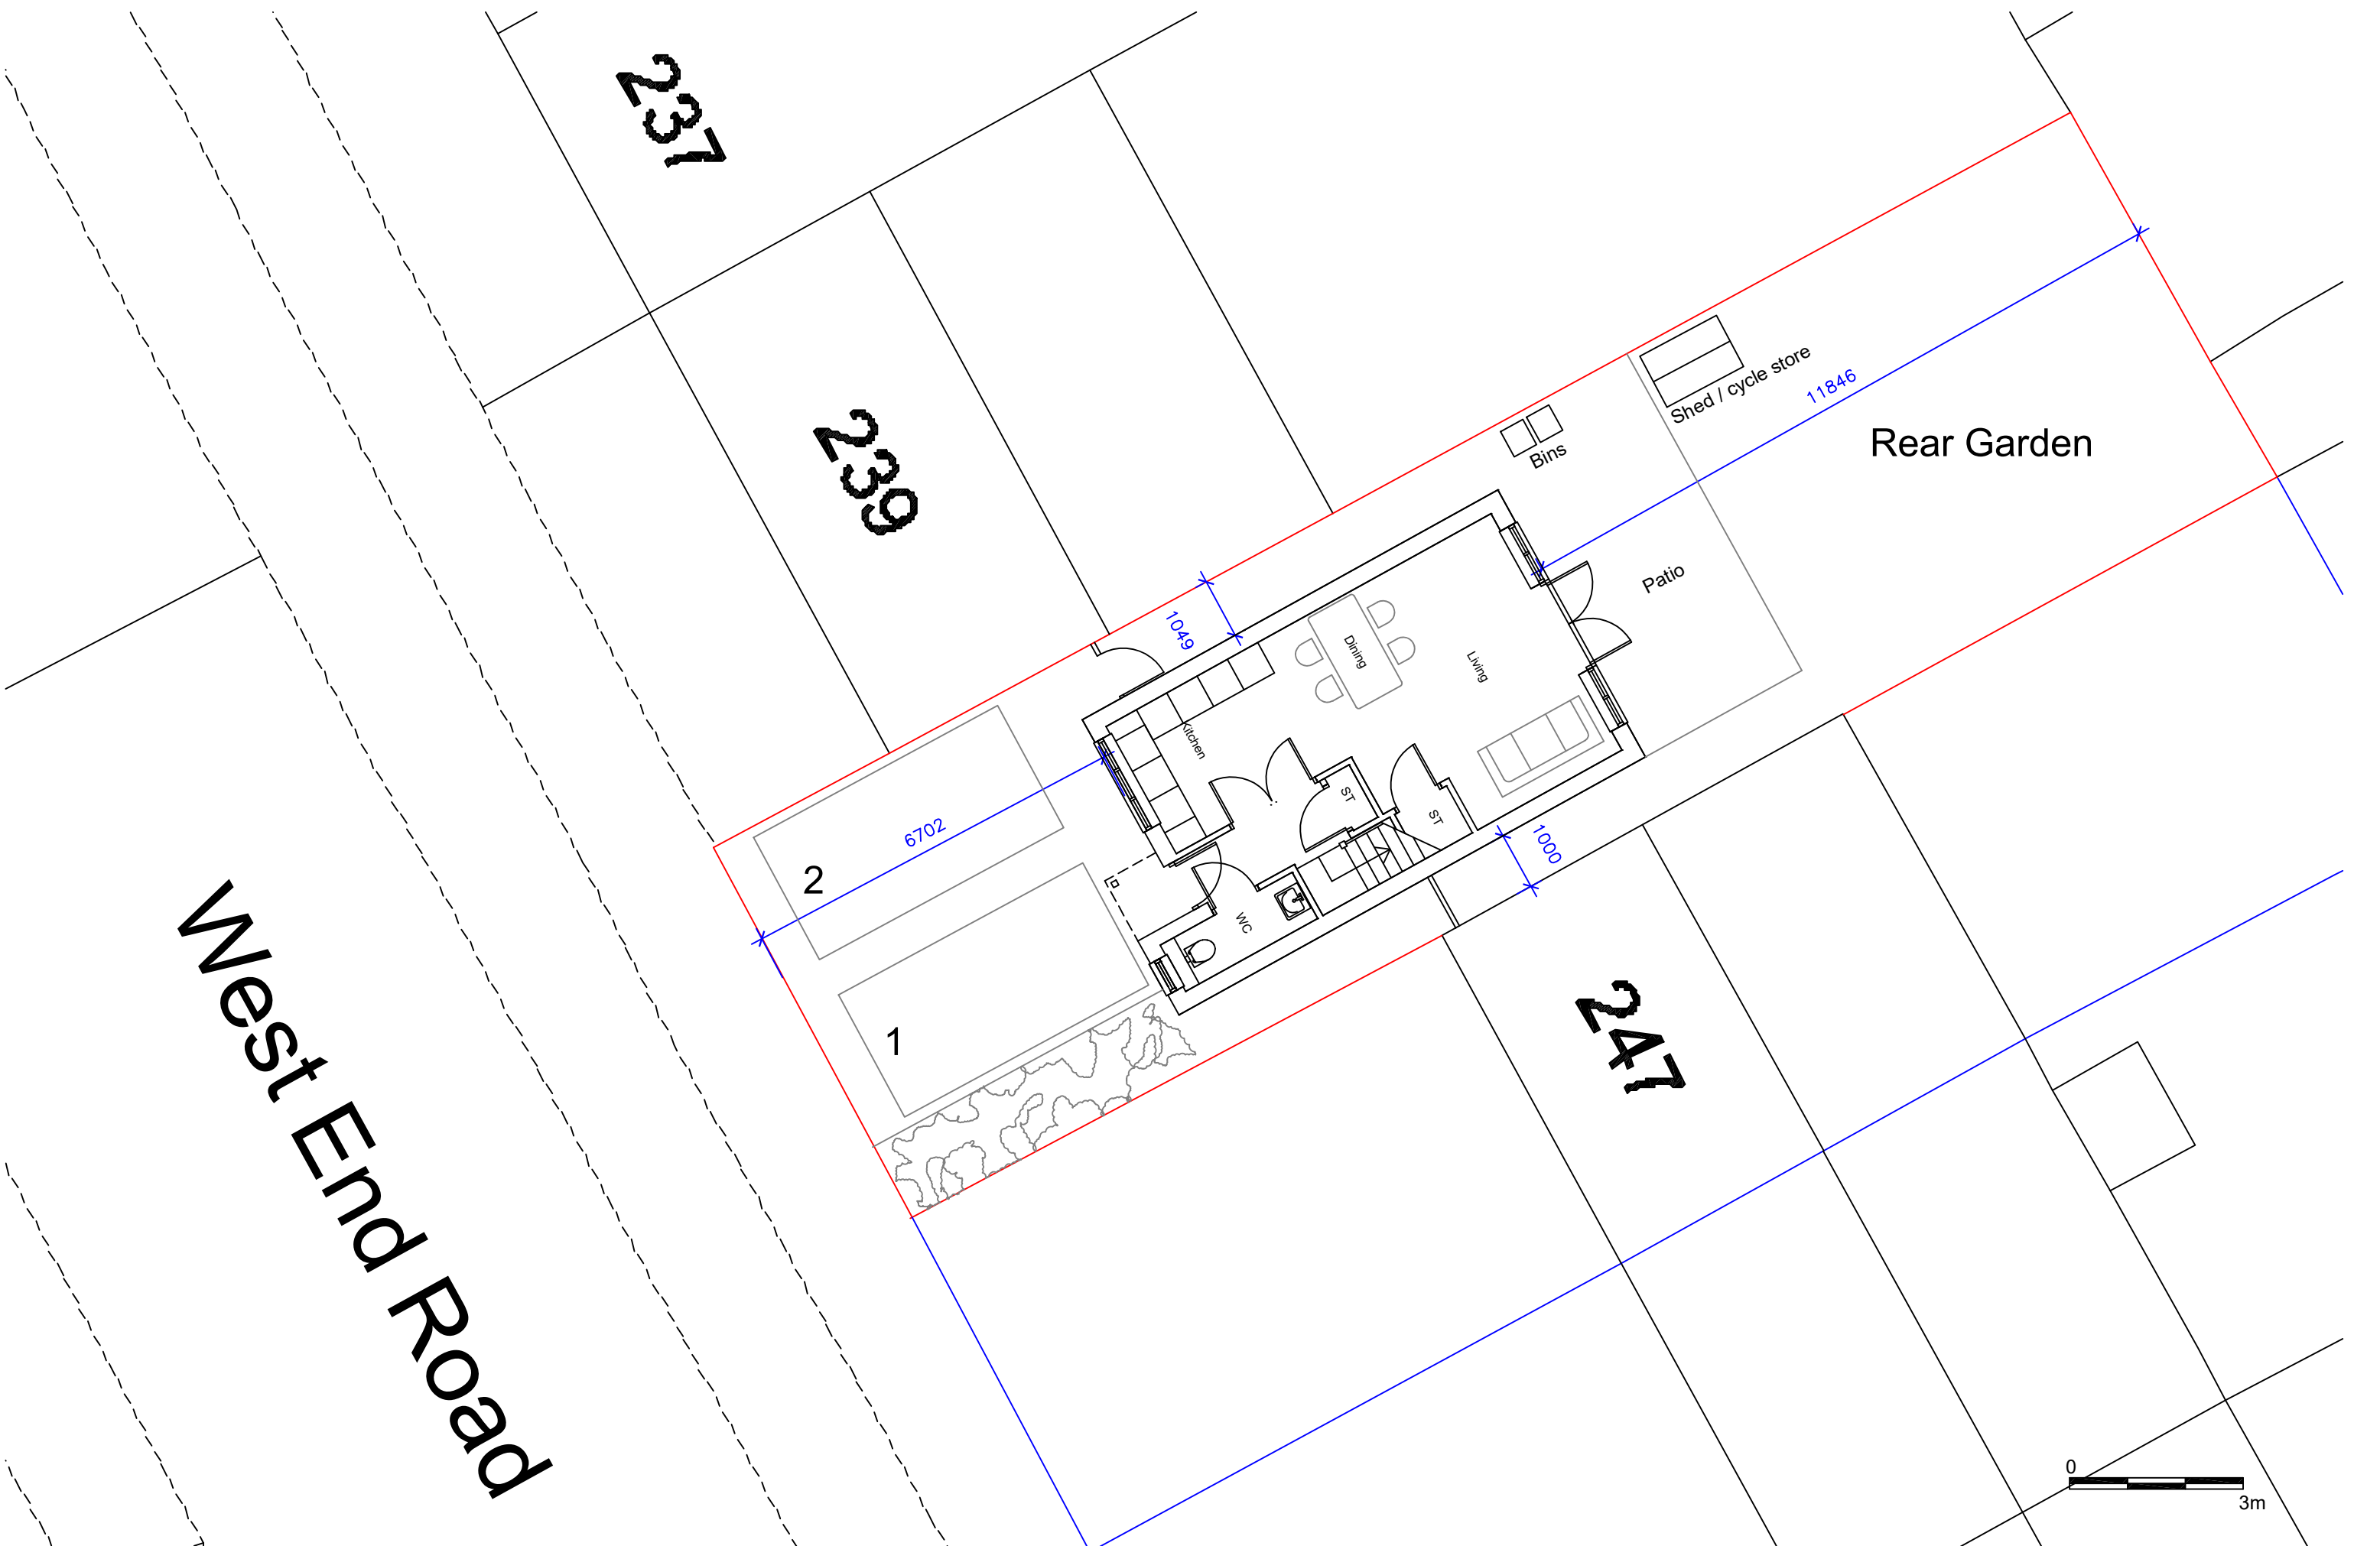 237
239
Shed / cycle store
11846
Rear Garden
Bins
Patio
1049
Dining
Living
Kitchen
ST
ST
6702
2
1000
WC
1
247
West End Road
0
3m